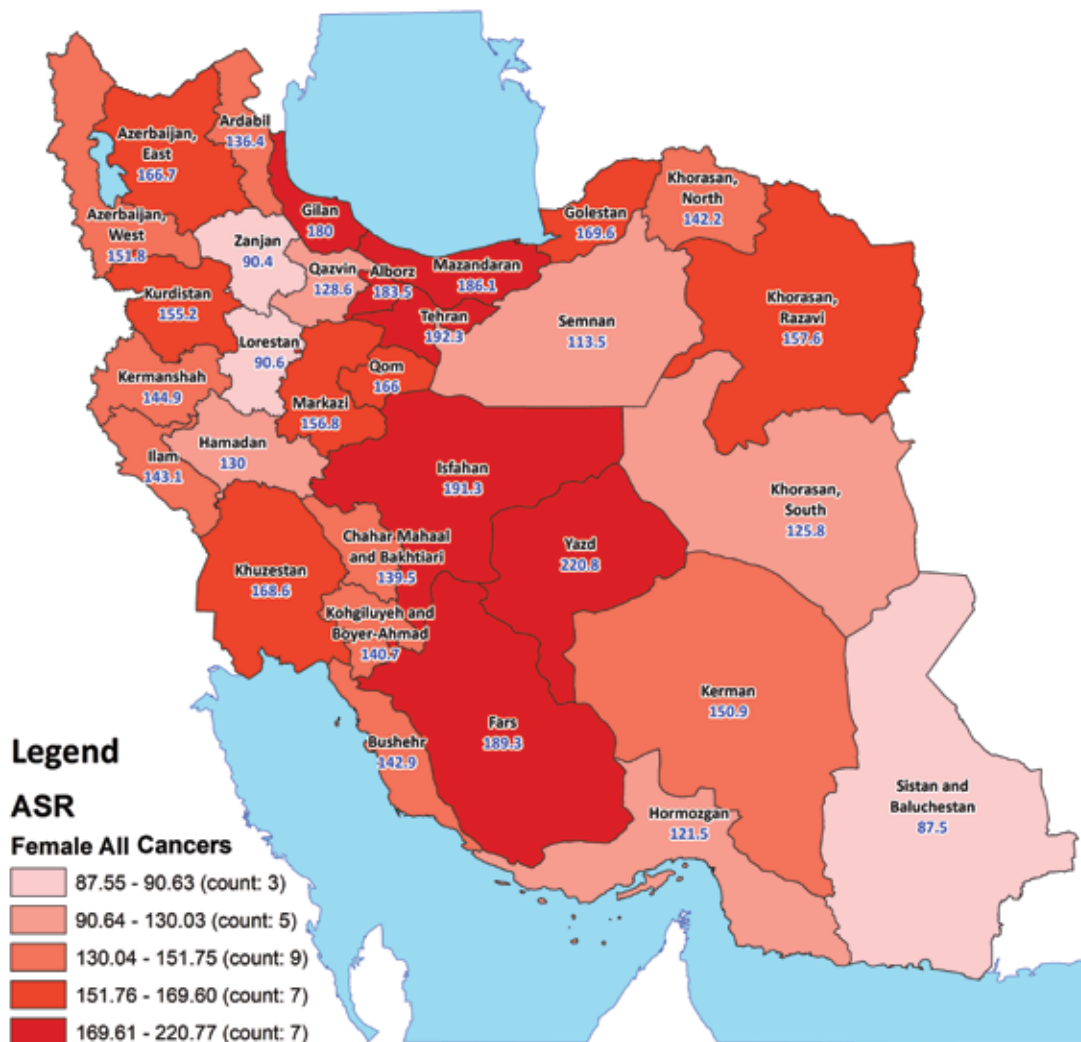 Ardabil
136.4
Azerbaijan,
East
166.7
Khorasan,
North
142.2
Gilan
180
Golestan
169.6
Azerbaijan,
West
151.8
Zanjan
90.4
Qazvin
128.6
Alborz
183.5
Mazandaran
186.1
Kurdistan
155.2
Tehran
192.3
Semnan
113.5
Khorasan,
Razavi
157.6
Lorestan
90.6
Kermanshah
144.9
Qom
166
Markazi
156.8
Hamadan
130
Ilam
143.1
Isfahan
191.3
Khorasan,
South
125.8
Chahar Mahaal
and Bakhtiari
139.5
Yazd
220.8
Khuzestan
168.6
Kohgiluyeh and
Boyer-Ahmad
140.7
Kerman
150.9
Fars
189.3
Bushehr
142.9
Sistan and
Baluchestan
87.5
Hormozgan
121.5
Legend
ASR
Female All Cancers
87.55 - 90.63 (count: 3)
90.64 - 130.03 (count: 5)
130.04 - 151.75 (count: 9)
151.76 - 169.60 (count: 7)
169.61 - 220.77 (count: 7)